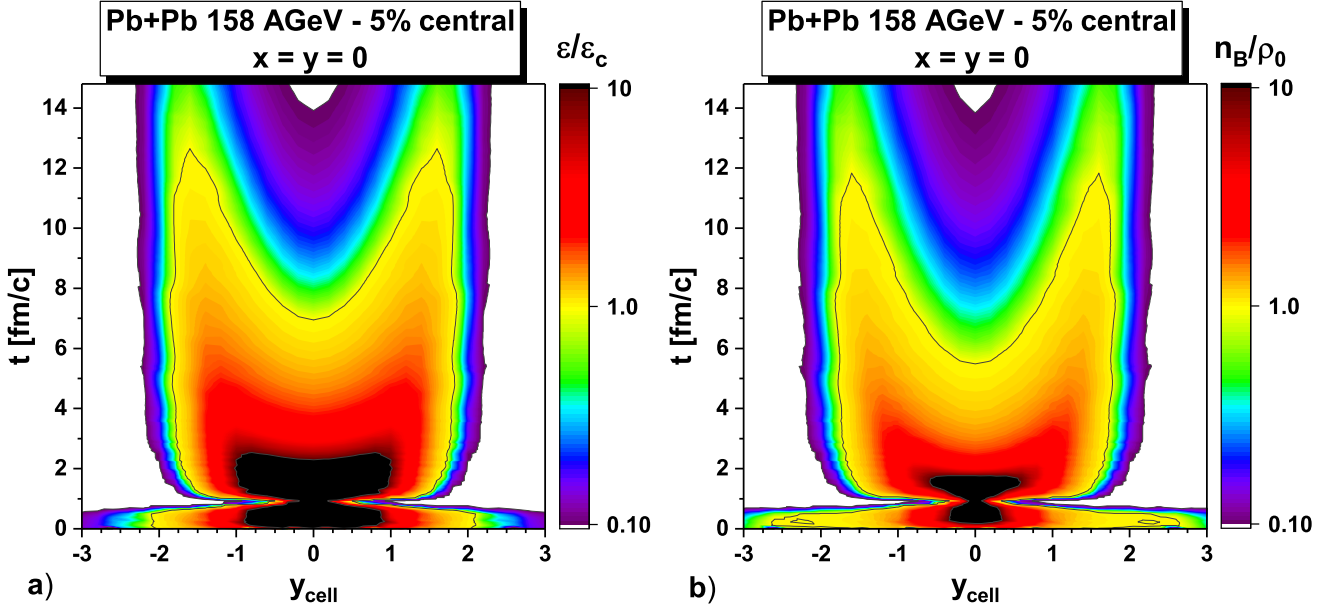 Pb+Pb 158 AGeV - 5% central
x = y = 0
ε/ε_c
10
1.0
0.10
t [fm/c]
14
12
10
8
6
4
2
0
-3 -2 -1 0 1 2 3
y_cell
a)
Pb+Pb 158 AGeV - 5% central
x = y = 0
n_B/ρ_0
10
1.0
0.10
t [fm/c]
14
12
10
8
6
4
2
0
-3 -2 -1 0 1 2 3
y_cell
b)